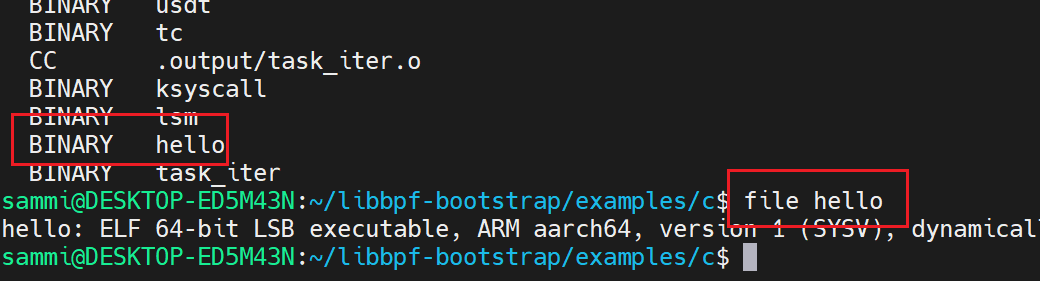 BINARY usdt
BINARY tc
CC .output/task_iter.o
BINARY ksyscall
BINARY lsm
BINARY hello
BINARY task_iter
sammi@DESKTOP-ED5M43N:~/libbpf-bootstrap/examples/c$ file hello
hello: ELF 64-bit LSB executable, ARM aarch64, version 1 (SYSV), dynamical
sammi@DESKTOP-ED5M43N:~/libbpf-bootstrap/examples/c$